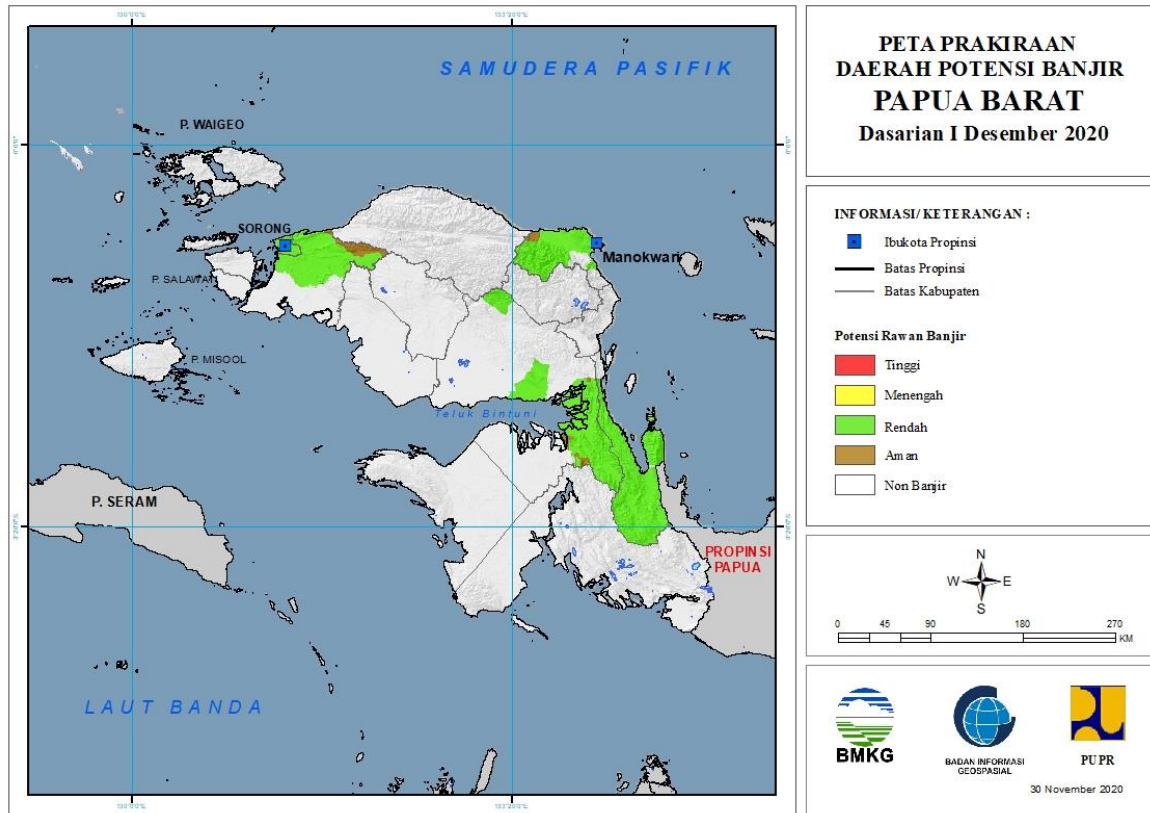 PETA PRAKIRAAN
DAERAH POTENSI BANJIR
PAPUA BARAT
Dasarian I Desember 2020
INFORMASI/ KETERANGAN :
Ibukota Propinsi
Batas Propinsi
Batas Kabupaten
Potensi Rawan Banjir
Tinggi
Menengah
Rendah
Aman
Non Banjir
N
W E
S
0 45 90 180 270
KM
BMKG
BADAN INFORMASI
GEOSPASIAL
PUPR
30 November 2020
SAMUDERA PASIFIK
P. WAIGEO
SORONG
Manokwari
P. SALAWATI
P. MISOOL
Teluk Bintuni
P. SERAM
PROPINSI
PAPUA
LAUT BANDA